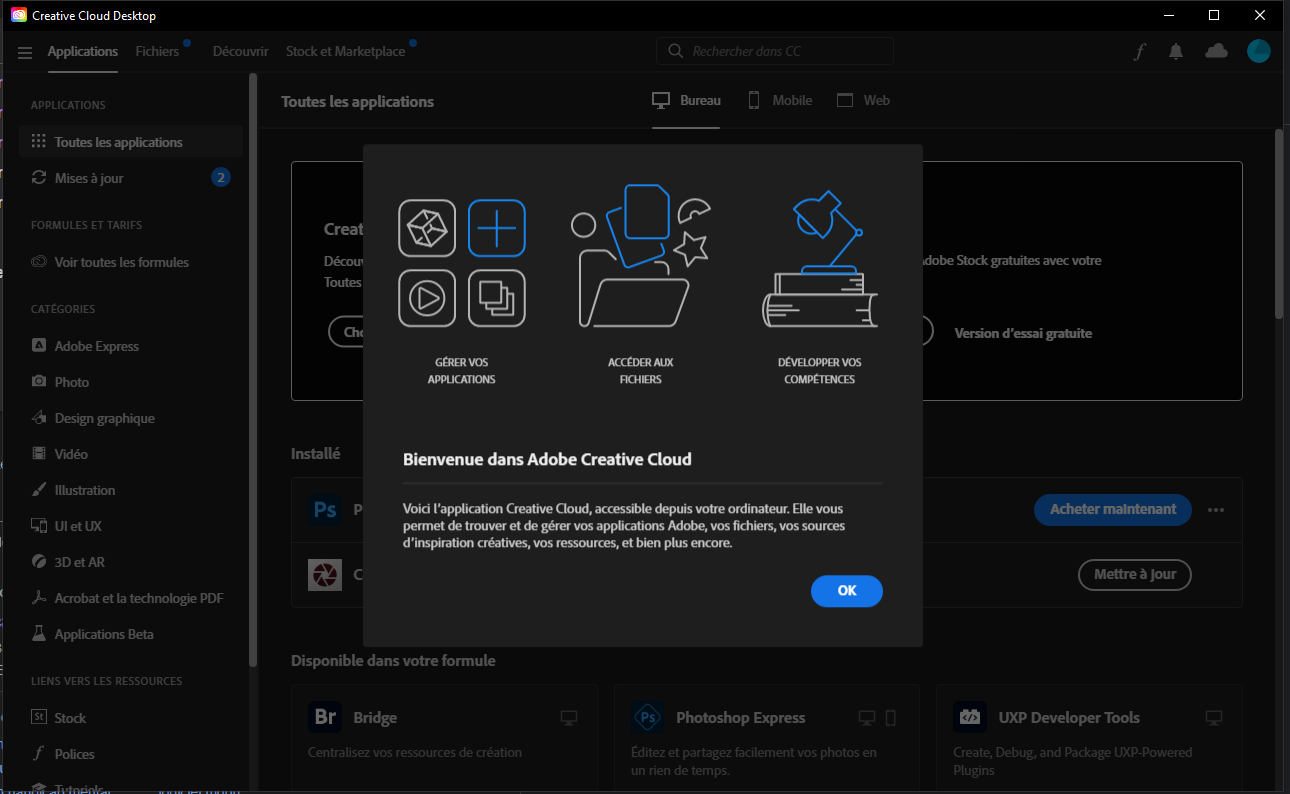 Creative Cloud Desktop
Applications Fichiers Découvrir Stock et Marketplace Rechercher dans CC
APPLICATIONS
Toutes les applications
Mises à jour 2
FORMULES ET TARIFS
Voir toutes les formules
CATÉGORIES
Adobe Express
Photo
Design graphique
Vidéo
Illustration
UI et UX
3D et AR
Acrobat et la technologie PDF
Applications Beta
LIENS VERS LES RESSOURCES
St Stock
Polices
Tutoriels
Toutes les applications Bureau Mobile Web
Adobe Stock gratuites avec votre
Toutes
Version d'essai gratuite
GÉRER VOS
APPLICATIONS
ACCÉDER AUX
FICHIERS
DÉVELOPPER VOS
COMPÉTENCES
Bienvenue dans Adobe Creative Cloud
Voici l'application Creative Cloud, accessible depuis votre ordinateur. Elle vous
permet de trouver et de gérer vos applications Adobe, vos fichiers, vos sources
d'inspiration créatives, vos ressources, et bien plus encore.
OK
Installé
Ps P Acheter maintenant
C Mettre à jour
Disponible dans votre formule
Br Bridge
Centralisez vos ressources de création
Ps Photoshop Express
Éditez et partagez facilement vos photos en
un rien de temps.
UXP Developer Tools
Create, Debug, and Package UXP-Powered
Plugins